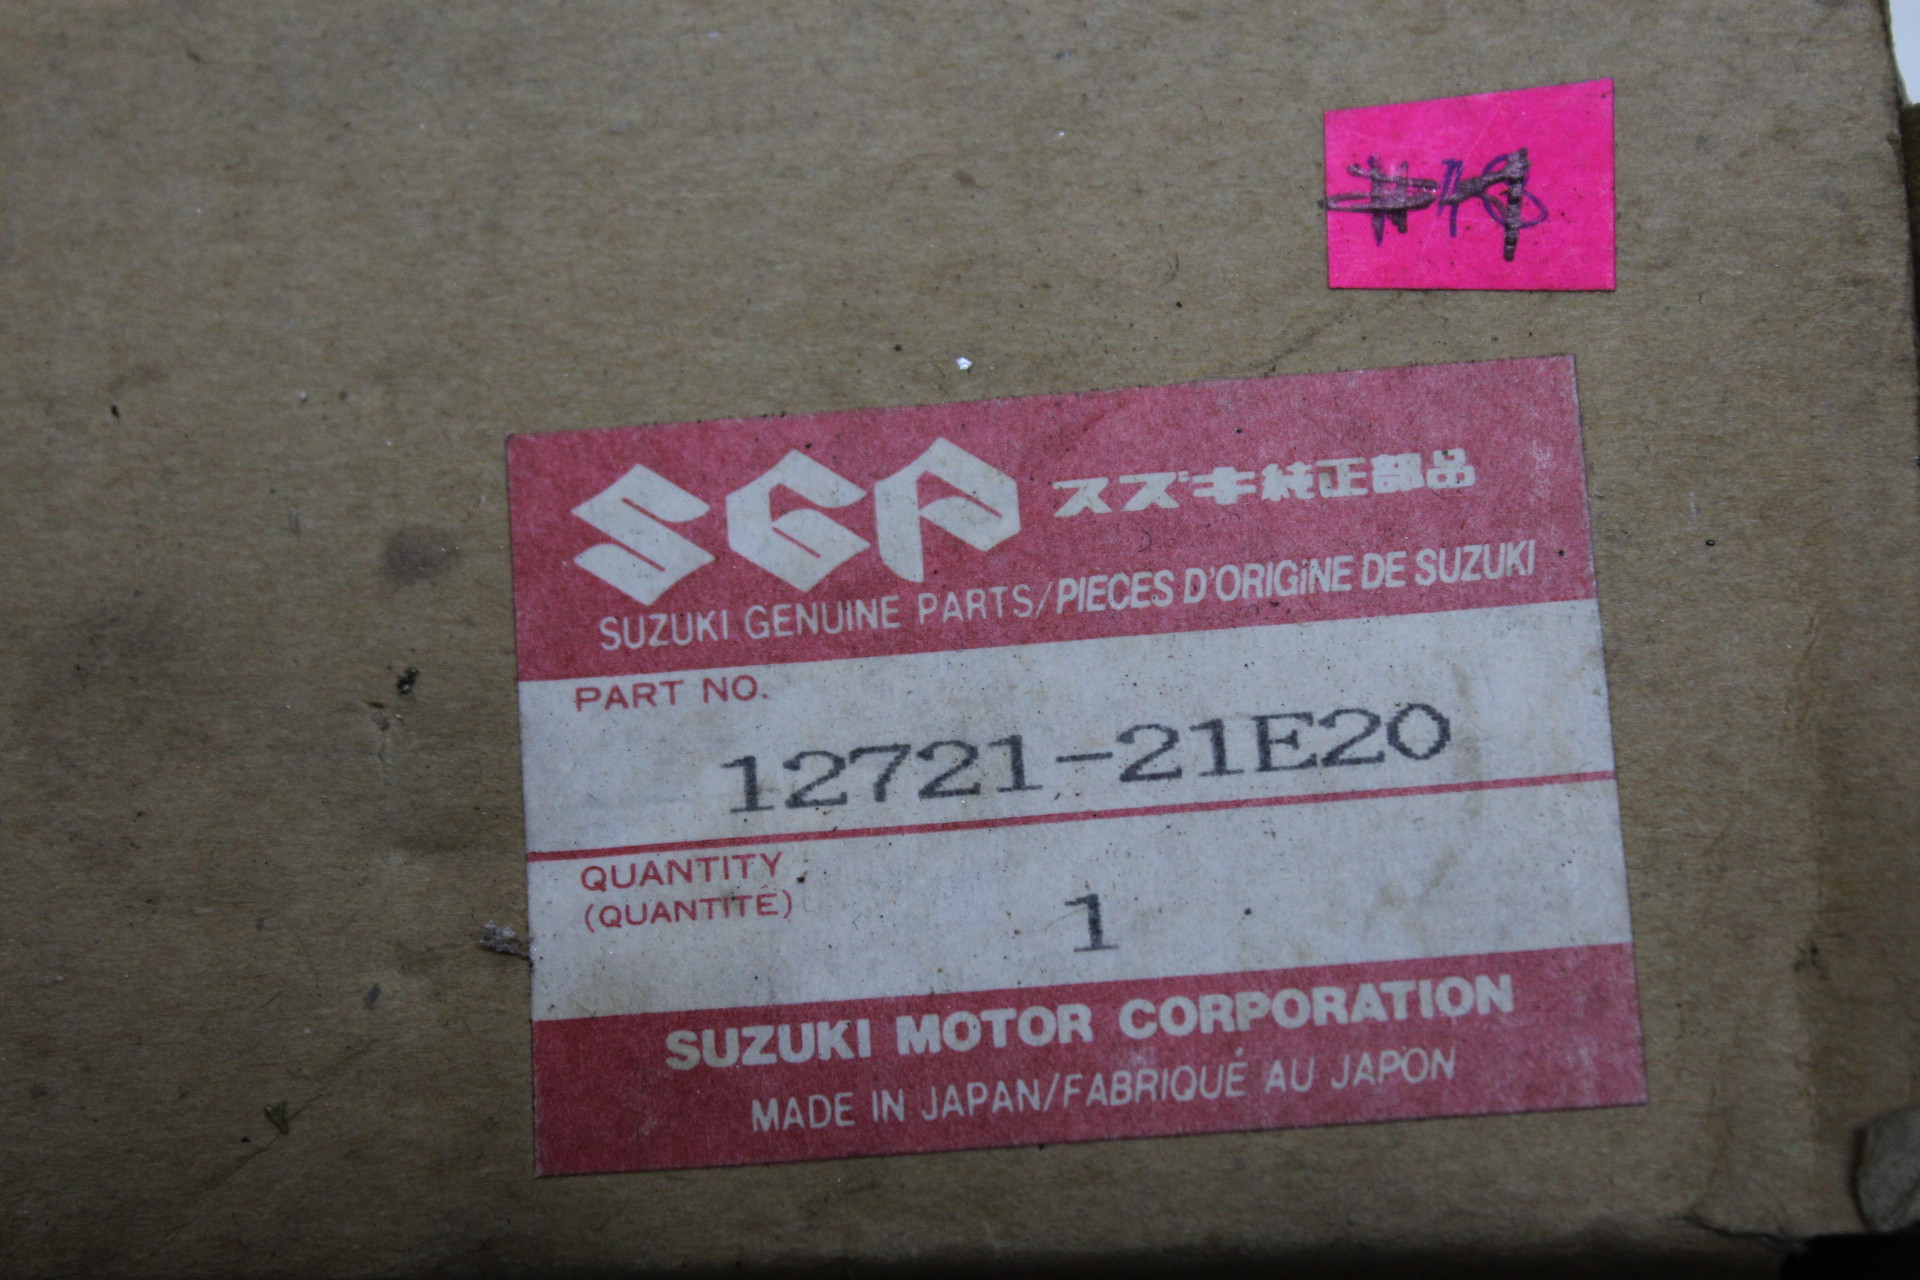 SGP スズキ純正部品
SUZUKI GENUINE PARTS/PIECES D'ORIGINE DE SUZUKI
PART NO.
12721-21E20
QUANTITY
(QUANTITE)
1
SUZUKI MOTOR CORPORATION
MADE IN JAPAN/FABRIQUÉ AU JAPON